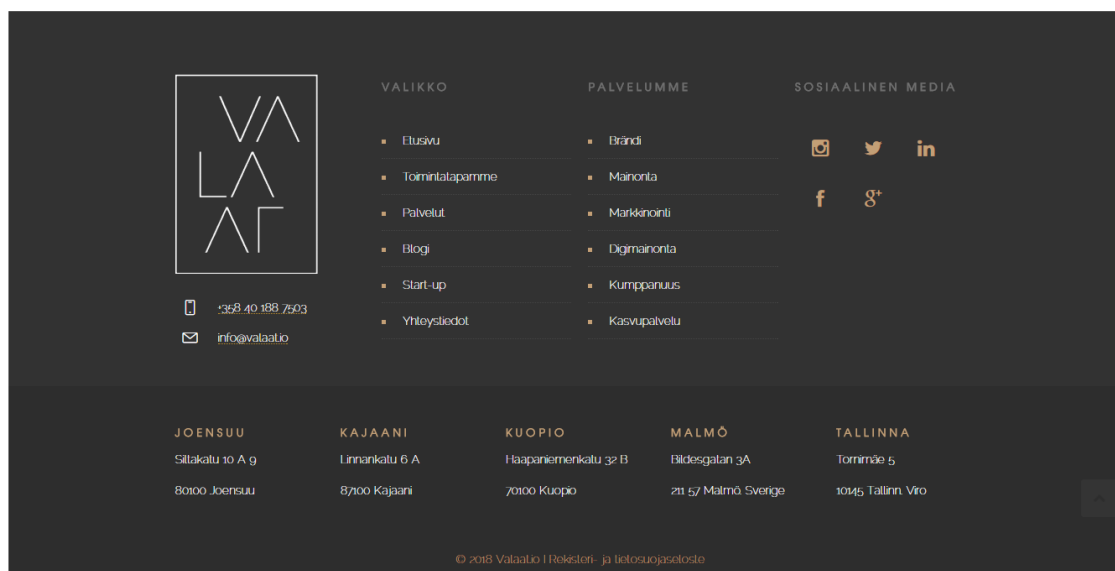 VA
LA
AT
+358 40 188 7503
info@valaat.io
VALIKKO
Etusivu
Toimintatapamme
Palvelut
Blogi
Start-up
Yhteystiedot
PALVELUMME
Brändi
Mainonta
Markkinointi
Digimainonta
Kumppanuus
Kasvupalvelu
SOSIAALINEN MEDIA
JOENSUU
Siltakatu 10 A 9
80100 Joensuu
KAJAANI
Linnankatu 6 A
87100 Kajaani
KUOPIO
Haapaniemenkatu 32 B
70100 Kuopio
MALMÖ
Bildesgatan 3A
211 57 Malmö. Sverige
TALLINNA
Tornimäe 5
10145 Tallinn. Viro
© 2018 Valaat.io | Rekisteri- ja tietosuojaseloste